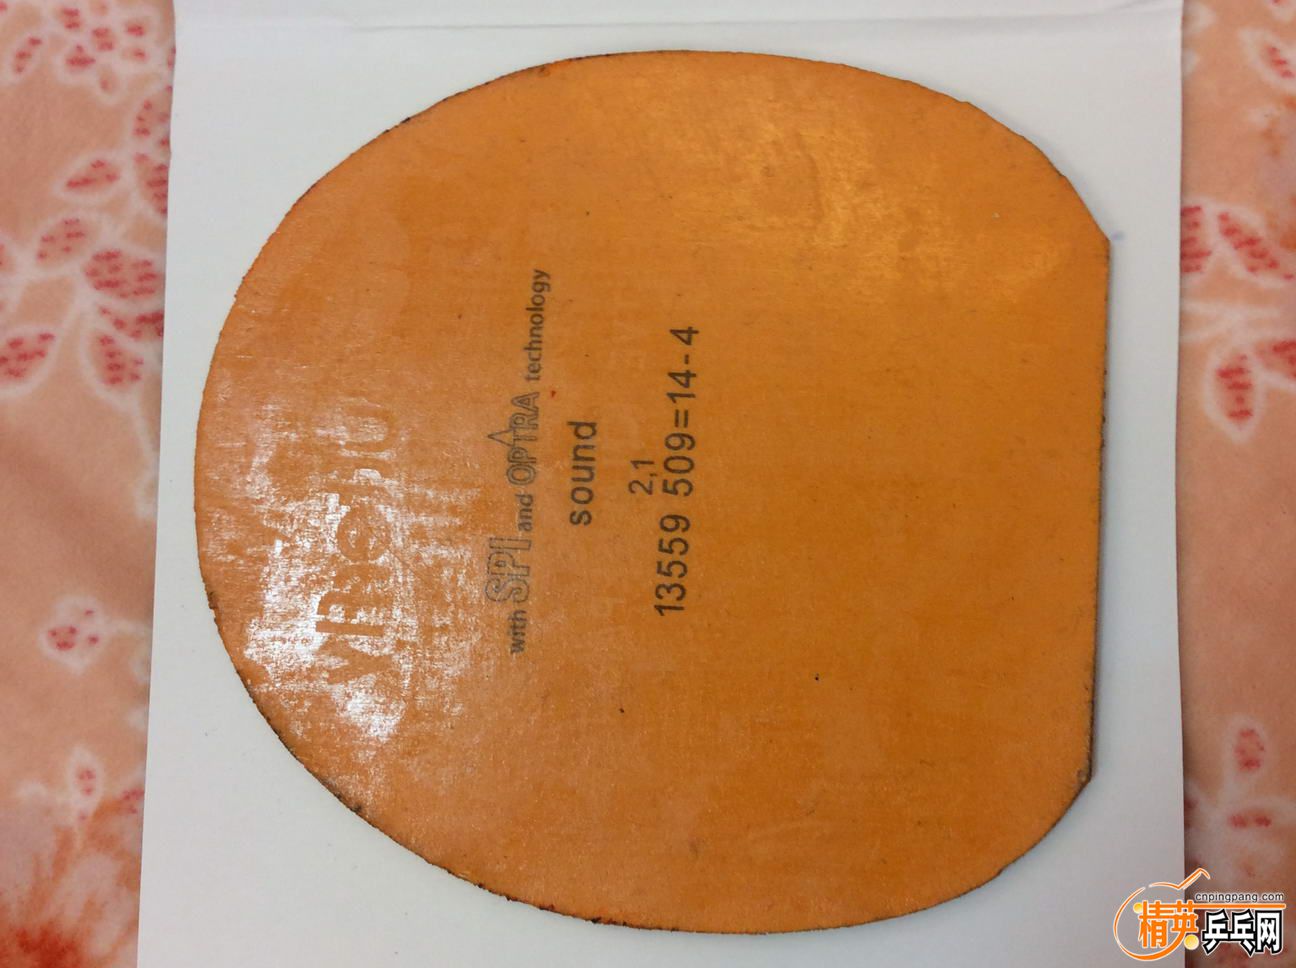 with SPI and OPTRA technology
sound
2,1
13559 509=14-4
cnpingpang.com
精英乒乓网